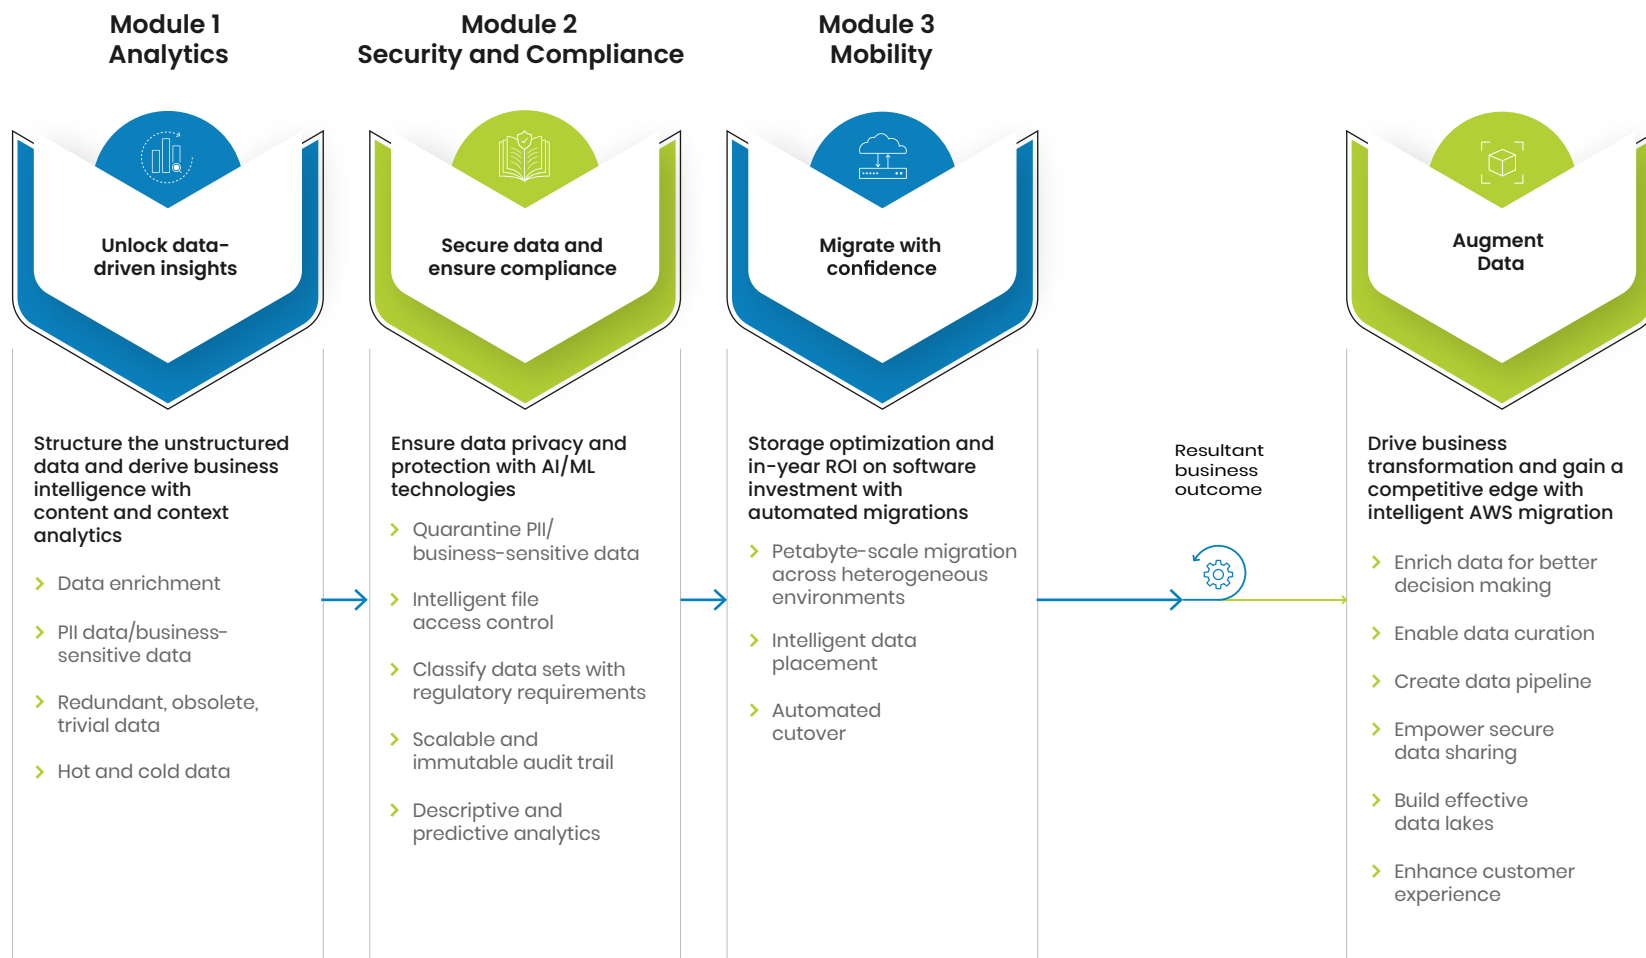 Module 1
Analytics
Unlock data-
driven insights
Structure the unstructured
data and derive business
intelligence with
content and context
analytics
Data enrichment
PII data/business-
sensitive data
Redundant, obsolete,
trivial data
Hot and cold data
Module 2
Security and Compliance
Secure data and
ensure compliance
Ensure data privacy and
protection with AI/ML
technologies
Quarantine PII/
business-sensitive data
Intelligent file
access control
Classify data sets with
regulatory requirements
Scalable and
immutable audit trail
Descriptive and
predictive analytics
Module 3
Mobility
Migrate with
confidence
Storage optimization and
in-year ROI on software
investment with
automated migrations
Petabyte-scale migration
across heterogeneous
environments
Intelligent data
placement
Automated
cutover
Resultant
business
outcome
Augment
Data
Drive business
transformation and gain a
competitive edge with
intelligent AWS migration
Enrich data for better
decision making
Enable data curation
Create data pipeline
Empower secure
data sharing
Build effective
data lakes
Enhance customer
experience